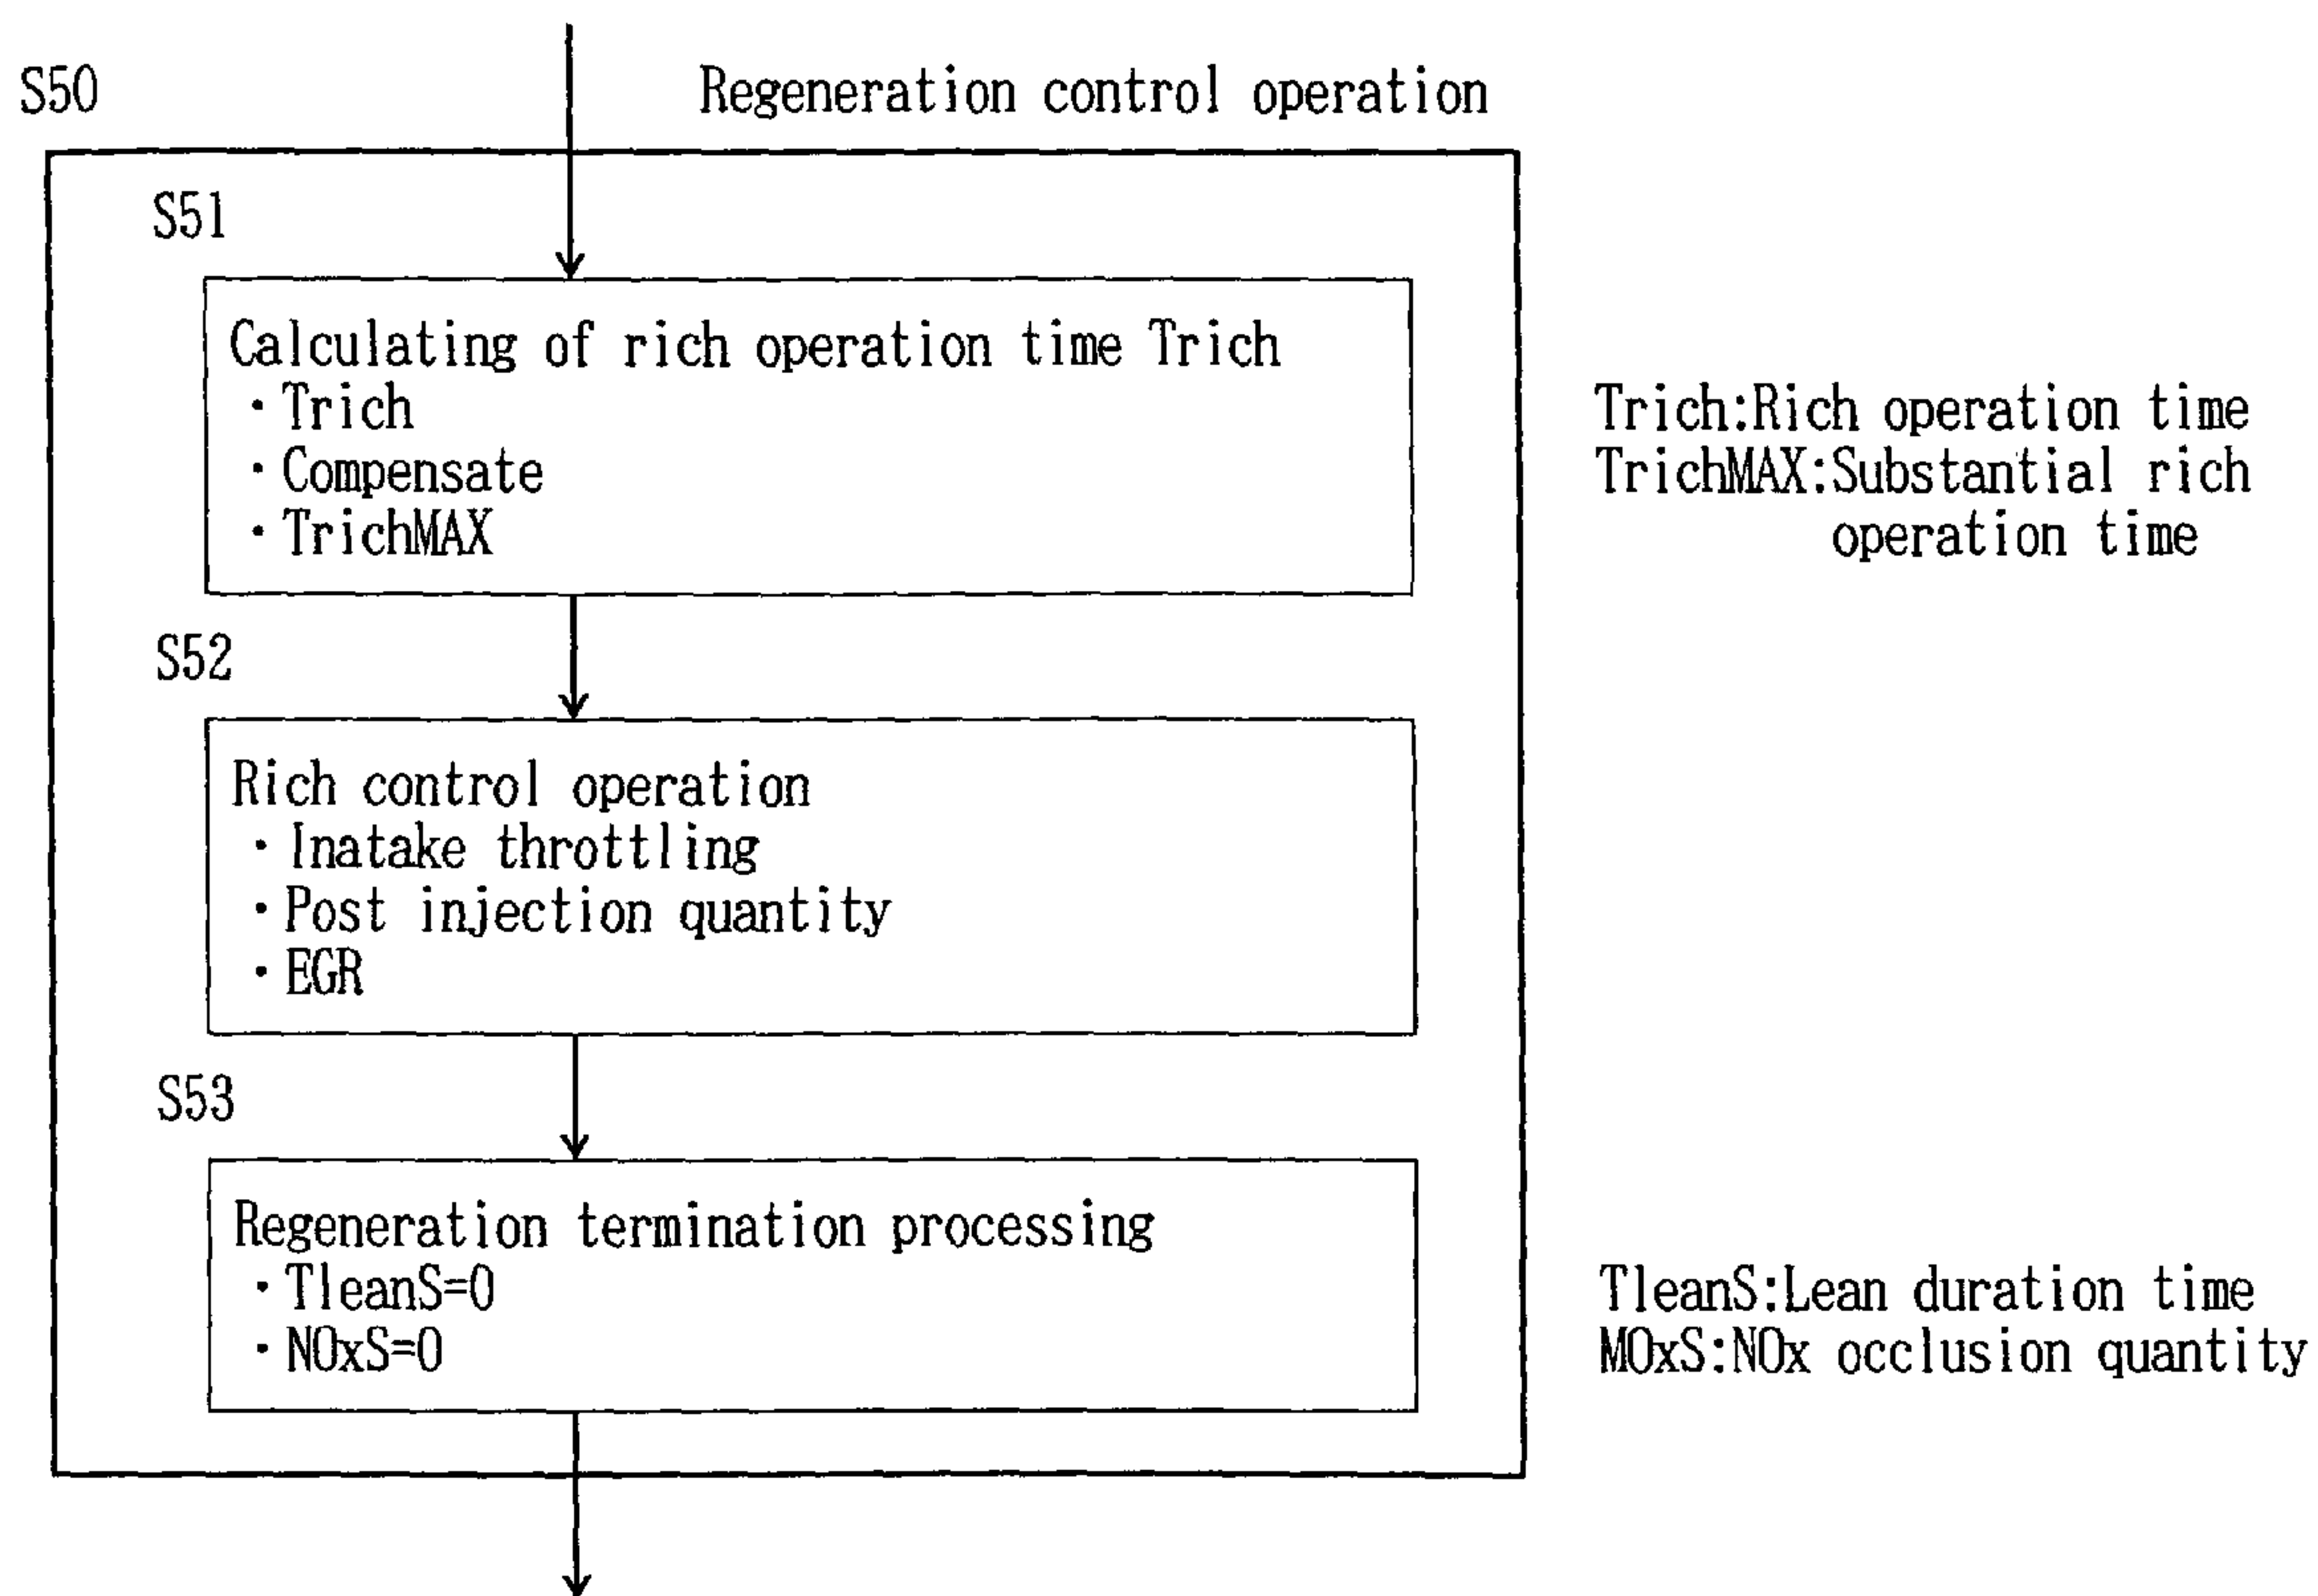 S50
Regeneration control operation
S51
Calculating of rich operation time Trich
・Trich
・Compensate
・TrichMAX
Trich:Rich operation time
TrichMAX:Substantial rich
operation time
S52
Rich control operation
・Inatake throttling
・Post injection quantity
・EGR
S53
Regeneration termination processing
・TleanS=0
・NOxS=0
TleanS:Lean duration time
MOxS:NOx occlusion quantity